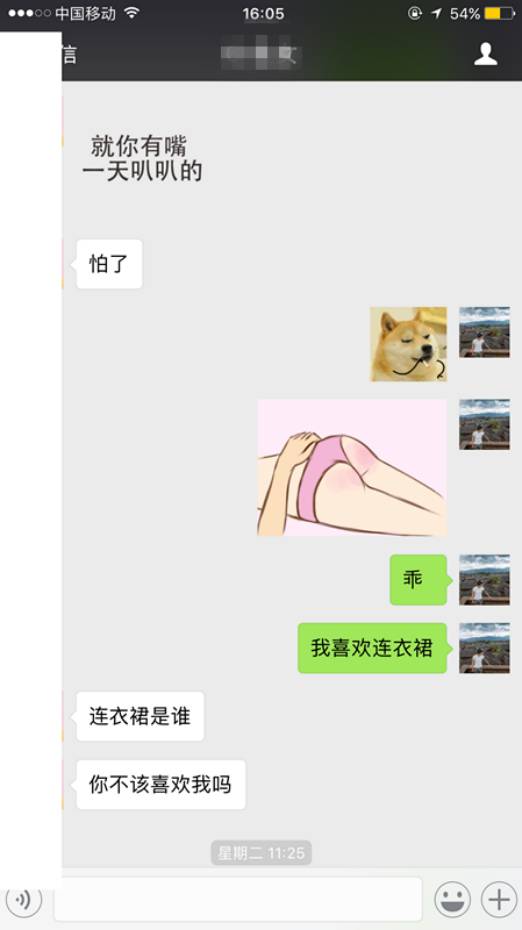 中国移动
16:05
54%
信
就你有嘴
一天叭叭的
怕了
乖
我喜欢连衣裙
连衣裙是谁
你不该喜欢我吗
星期二 11:25